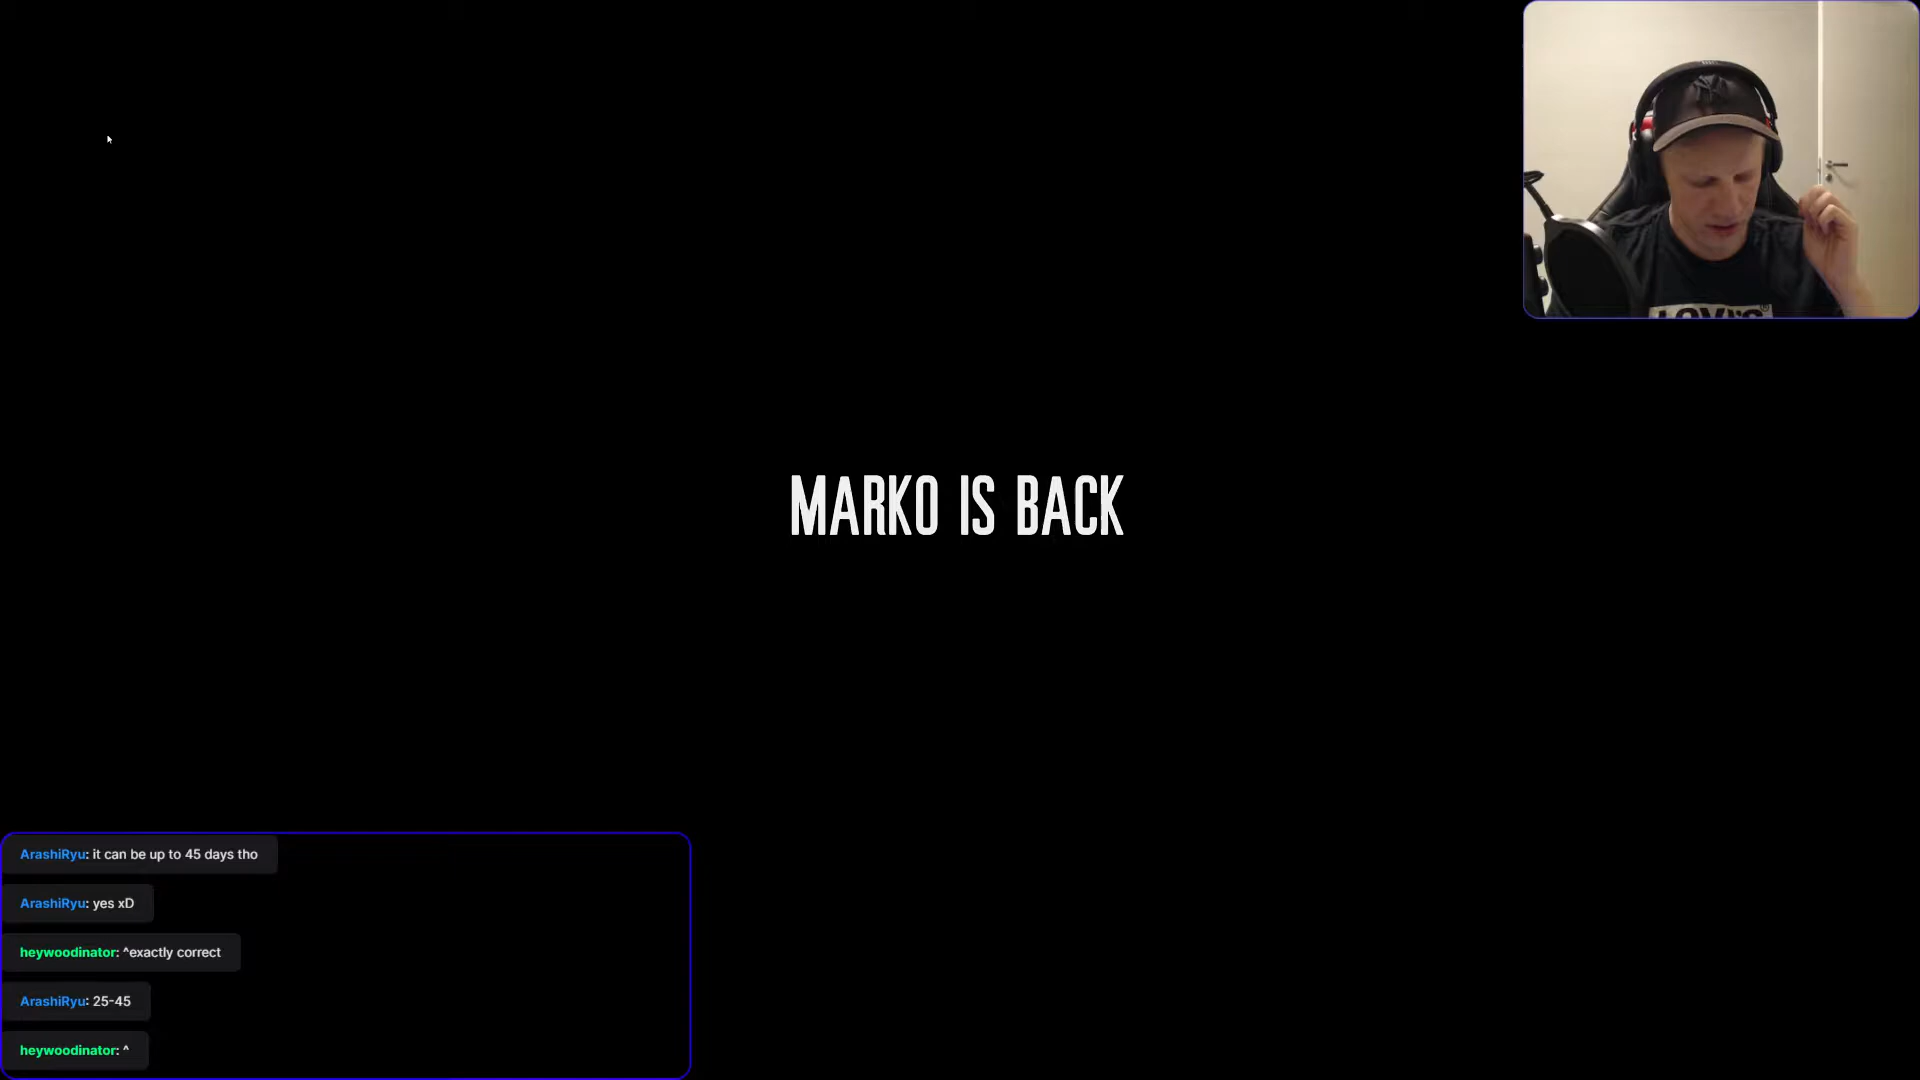 MARKO IS BACK
ArashiRyu: it can be up to 45 days tho
ArashiRyu: yes xD
heywoodinator: ^exactly correct
ArashiRyu: 25-45
heywoodinator: ^